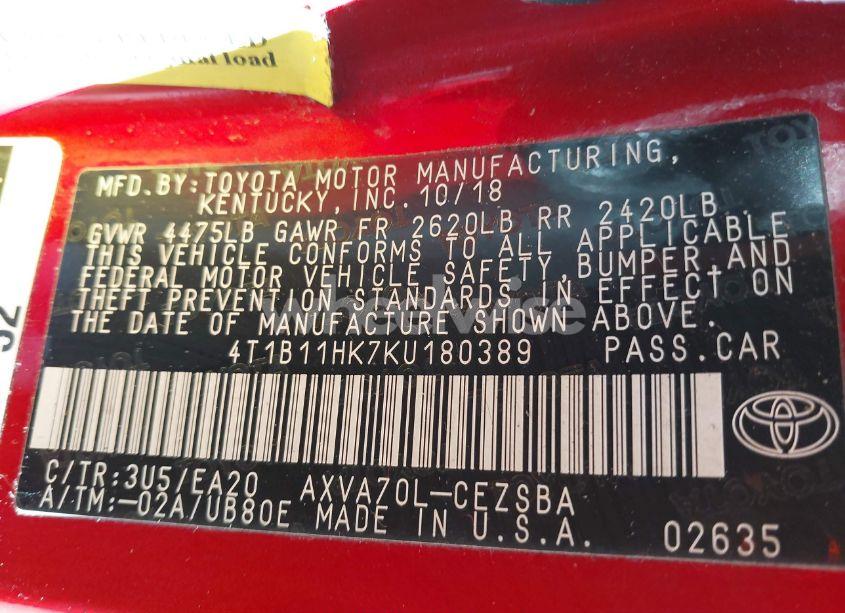 al load
MFD.BY:TOYOTA MOTOR MANUFACTURING,
KENTUCKY,INC.10/18
GVWR 4475LB GAWR FR 2620LB RR 2420LB
THIS VEHICLE CONFORMS TO ALL APPLICABLE
FEDERAL MOTOR VEHICLE SAFETY,BUMPER AND
THEFT PREVENTION STANDARDS IN EFFECT ON
THE DATE OF MANUFACTURE SHOWN ABOVE.
4T1B11HK7KU180389 PASS.CAR
C/TR:3U5/EA20 AXVA70L-CEZSBA
A/TM:-02A/UB80E MADE IN U.S.A. 02635